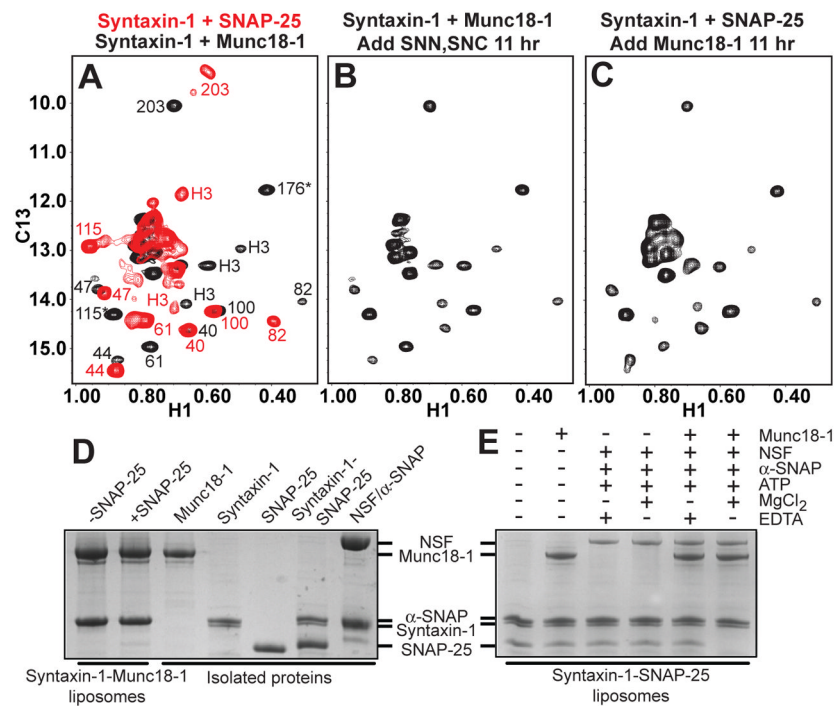 Syntaxin-1 + SNAP-25
Syntaxin-1 + Munc18-1
Syntaxin-1 + Munc18-1
Add SNN,SNC 11 hr
Syntaxin-1 + SNAP-25
Add Munc18-1 11 hr
A
B
C
C13
10.0
11.0
12.0
13.0
14.0
15.0
203
203
176*
H3
115
H3
H3
47
47
H3
H3
82
115*
100
100
61
40
82
61
40
44
44
1.00
0.80
0.60
0.40
H1
1.00
0.80
0.60
0.40
H1
1.00
0.80
0.60
0.40
H1
D
-SNAP-25
+SNAP-25
Munc18-1
Syntaxin-1
SNAP-25
Syntaxin-1-
SNAP-25
NSF/α-SNAP
NSF
Munc18-1
α-SNAP
Syntaxin-1
SNAP-25
Syntaxin-1-Munc18-1
liposomes
Isolated proteins
E
- + - - + + Munc18-1
- - + + + + NSF
- - + + + + α-SNAP
- - + + + + ATP
- - - + - + MgCl2
- - + - + - EDTA
Syntaxin-1-SNAP-25
liposomes